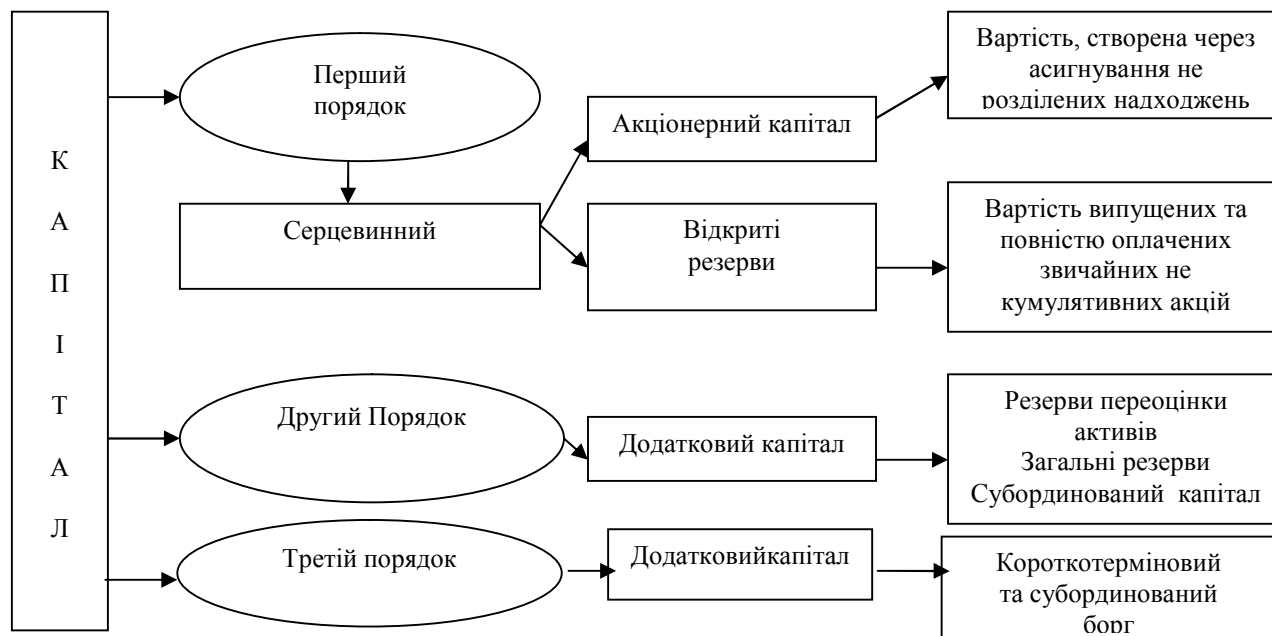 К
А
П
І
Т
А
Л
Перший
порядок
Серцевинний
Акціонерний капітал
Відкриті
резерви
Вартість, створена через
асигнування не
розділених надходжень
Вартість випущених та
повністю оплачених
звичайних не
кумулятивних акцій
Другий Порядок
Додатковий капітал
Резерви переоцінки
активів
Загальні резерви
Субординований капітал
Третій порядок
Додатковийкапітал
Короткотерміновий
та субординований
борг